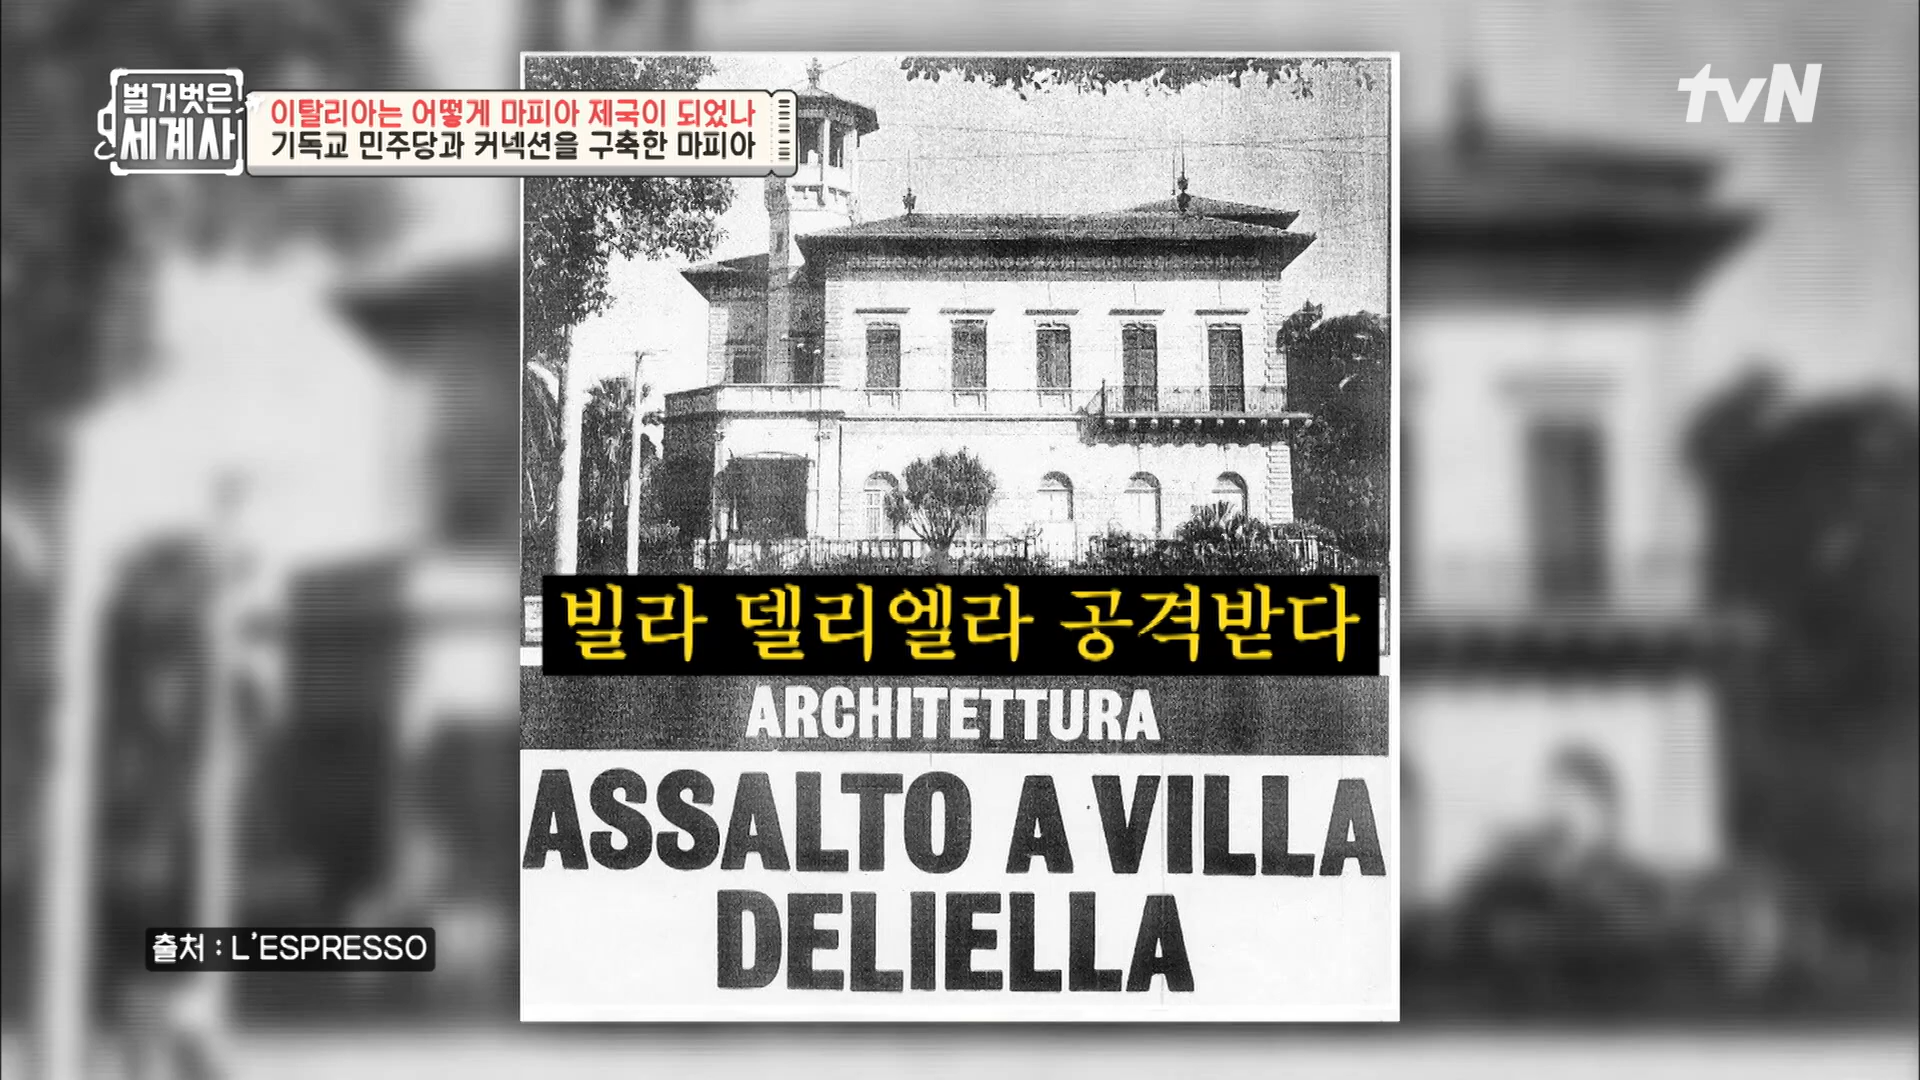 벌거벗은
세계사
이탈리아는 어떻게 마피아 제국이 되었나
기독교 민주당과 커넥션을 구축한 마피아
tvN
빌라 델리엘라 공격받다
ARCHITETTURA
ASSALTO A VILLA
DELIELLA
출처 : L'ESPRESSO